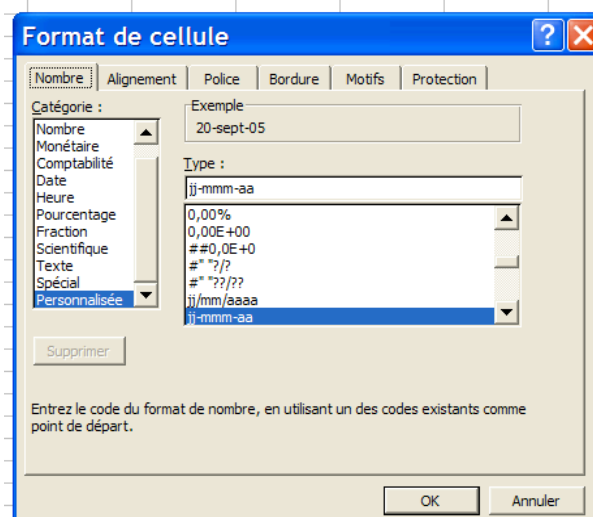 Format de cellule
?
Nombre Alignement Police Bordure Motifs Protection
Catégorie :
Nombre
Monétaire
Comptabilité
Date
Heure
Pourcentage
Fraction
Scientifique
Texte
Spécial
Personnalisée
Exemple
20-sept-05
Type :
jj-mmm-aa
0,00%
0,00E+00
##0,0E+0
#" "?/?
#" "??/??
jj/mm/aaaa
jj-mmm-aa
Supprimer
Entrez le code du format de nombre, en utilisant un des codes existants comme
point de départ.
OK Annuler